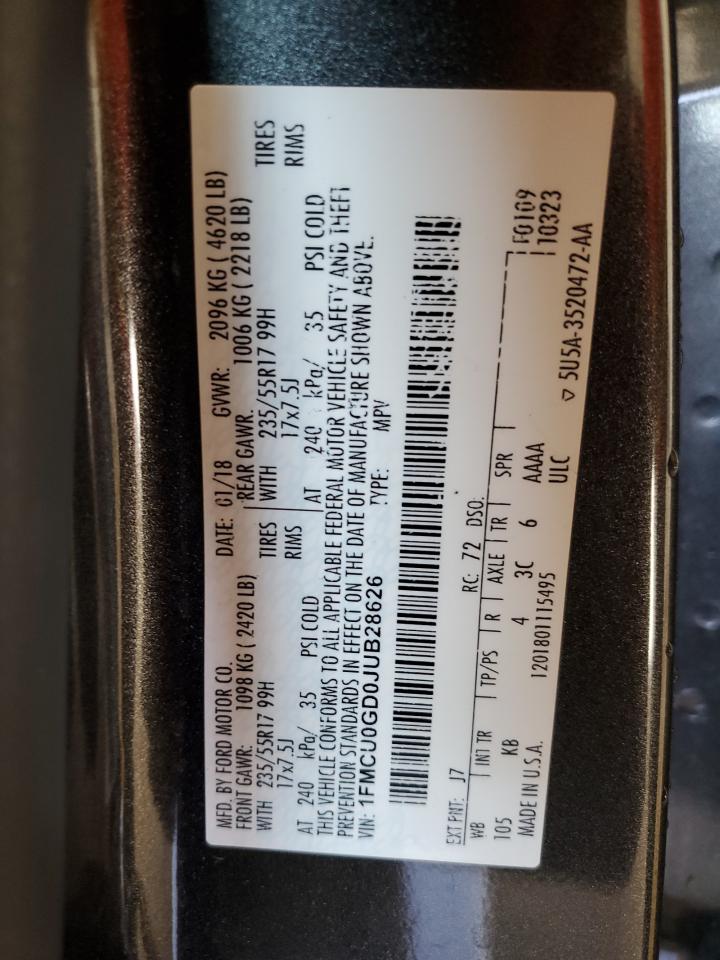 MFD. BY FORD MOTOR CO. DATE: 01/18 GVWR: 2096 KG ( 4620 LB)
FRONT GAWR: 1098 KG ( 2420 LB) REAR GAWR: 1006 KG ( 2218 LB)
WITH 235/55R17 99H TIRES WITH 235/55R17 99H TIRES
17x7.5J RIMS 17x7.5J RIMS
AT 240 kPa/ 35 PSI COLD AT 240 kPa/ 35 PSI COLD
THIS VEHICLE CONFORMS TO ALL APPLICABLE FEDERAL MOTOR VEHICLE SAFETY AND THEFT
PREVENTION STANDARDS IN EFFECT ON THE DATE OF MANUFACTURE SHOWN ABOVE.
VIN: 1FMCU0GD0JUB28626 TYPE: MPV
EXT PNT: J7 RC: 72 DSO: F0109
WB INT TR TP/PS R AXLE TR SPR 10323
105 KB 4 3C 6 AAAA
MADE IN U.S.A. 1201801115495 ULC
5U5A-3520472-AA